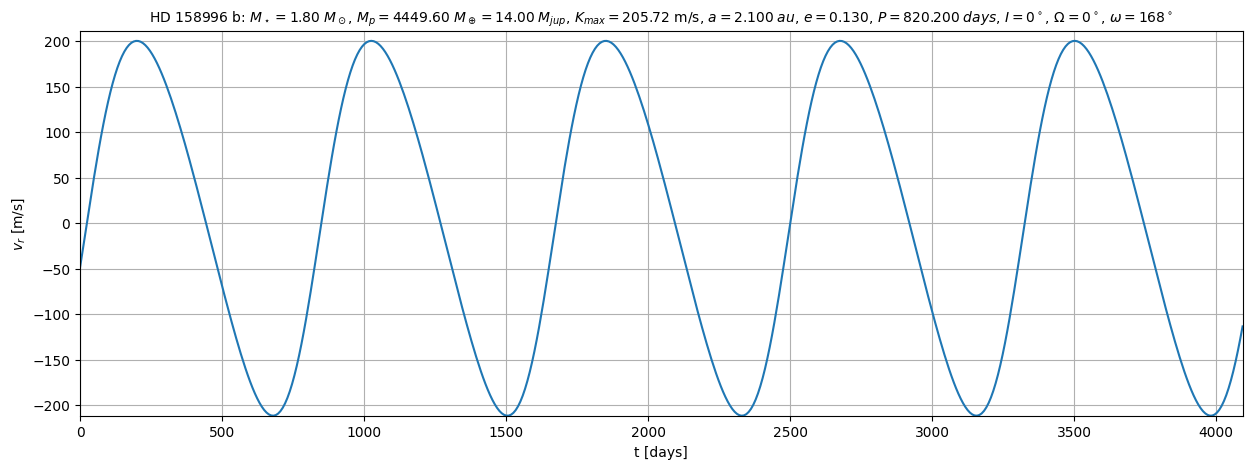 HD 158996 b: M⋆ = 1.80 M⊙, Mp = 4449.60 M⊕ = 14.00 Mjup, Kmax = 205.72 m/s, a = 2.100 au, e = 0.130, P = 820.200 days, I = 0°, Ω = 0°, ω = 168°
200
150
100
50
0
−50
−100
−150
−200
vr [m/s]
0 500 1000 1500 2000 2500 3000 3500 4000
t [days]